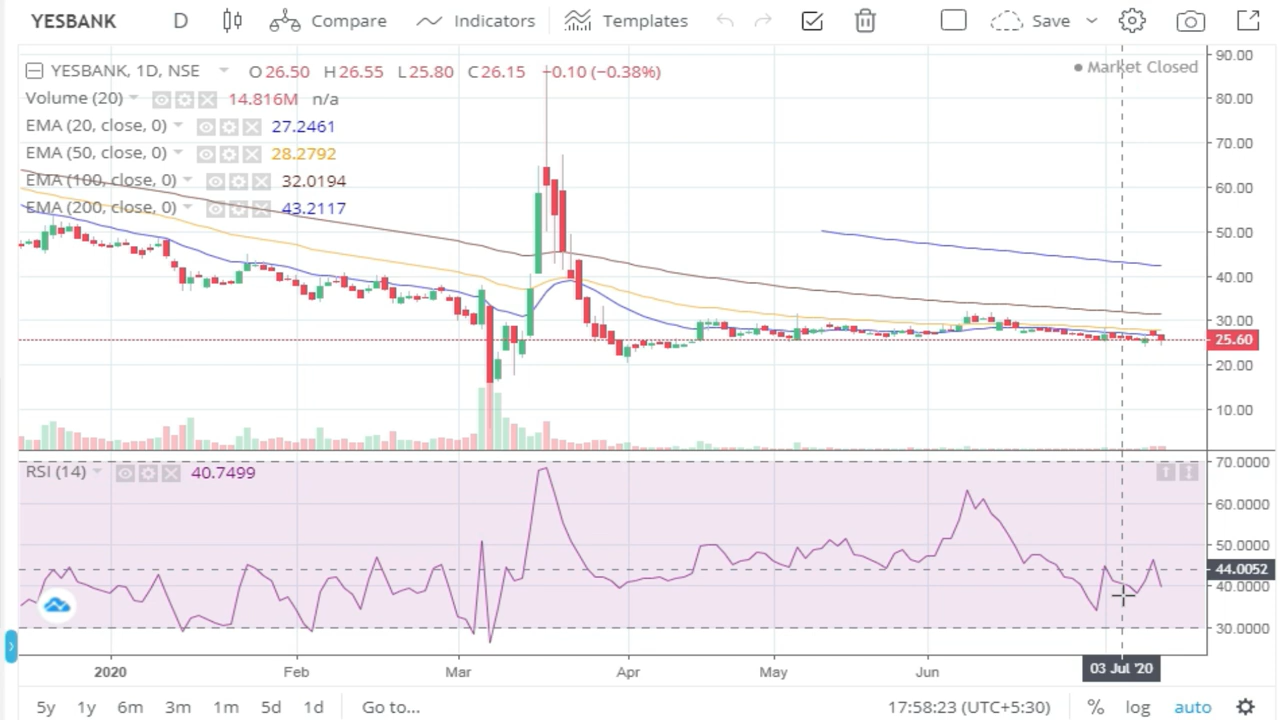 YESBANK D Compare Indicators Templates Save
YESBANK, 1D, NSE O26.50 H26.55 L25.80 C26.15 −0.10 (−0.38%)
Market Closed
Volume (20) 14.816M n/a
EMA (20, close, 0) 27.2461
EMA (50, close, 0) 28.2792
EMA (100, close, 0) 32.0194
EMA (200, close, 0) 43.2117
90.00
80.00
70.00
60.00
50.00
40.00
30.00
25.60
20.00
10.00
RSI (14) 40.7499
70.0000
60.0000
50.0000
44.0052
40.0000
30.0000
2020 Feb Mar Apr May Jun 03 Jul '20
5y 1y 6m 3m 1m 5d 1d Go to... 17:58:23 (UTC+5:30) % log auto